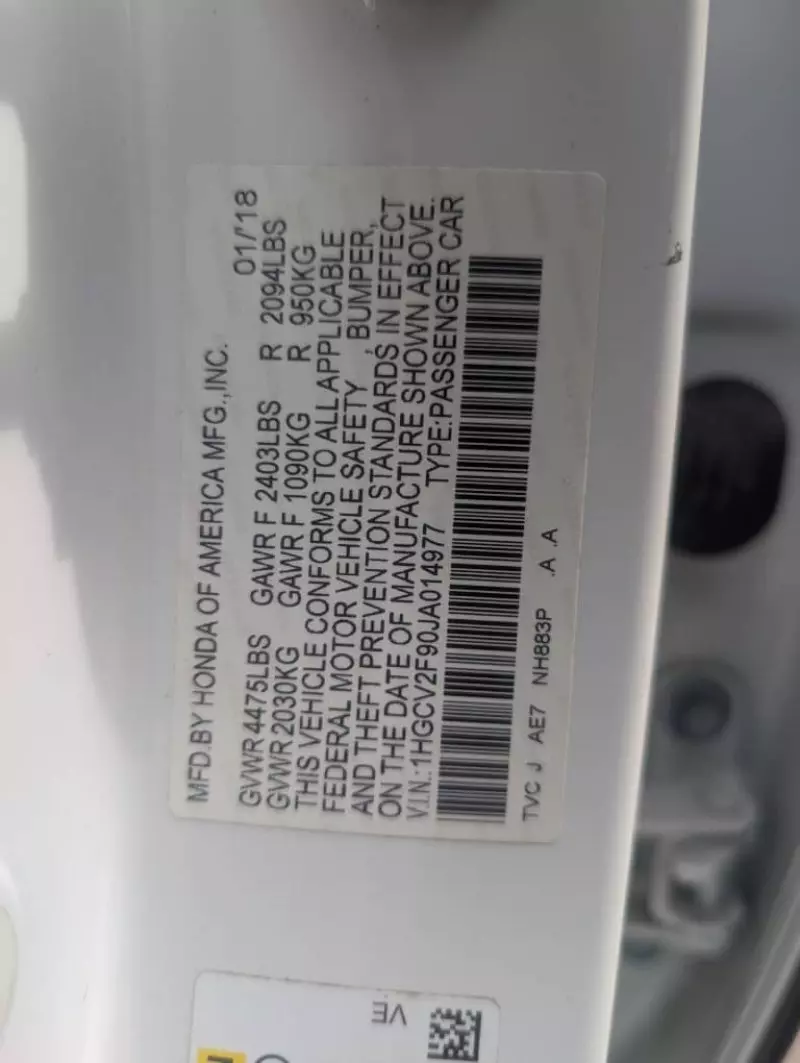 MFD.BY HONDA OF AMERICA MFG.,INC.
01/'18
GVWR 4475LBS GAWR F 2403LBS R 2094LBS
GVWR 2030KG GAWR F 1090KG R 950KG
THIS VEHICLE CONFORMS TO ALL APPLICABLE
FEDERAL MOTOR VEHICLE SAFETY , BUMPER,
AND THEFT PREVENTION STANDARDS, IN EFFECT
ON THE DATE OF MANUFACTURE SHOWN ABOVE.
V.I.N.:1HGCV2F90JA014977 TYPE:PASSENGER CAR
TVC J AE7 NH883P .A .A
VE